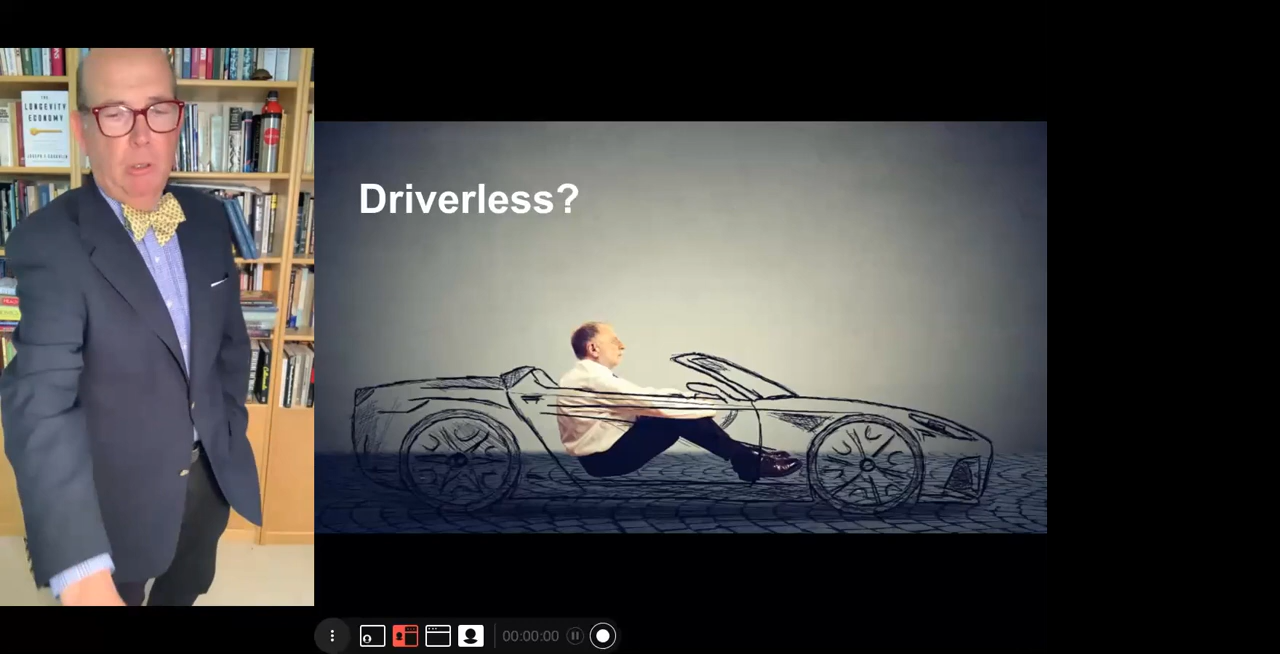 THE
LONGEVITY
ECONOMY
JOSEPH F. COUGHLIN
Driverless?
00:00:00